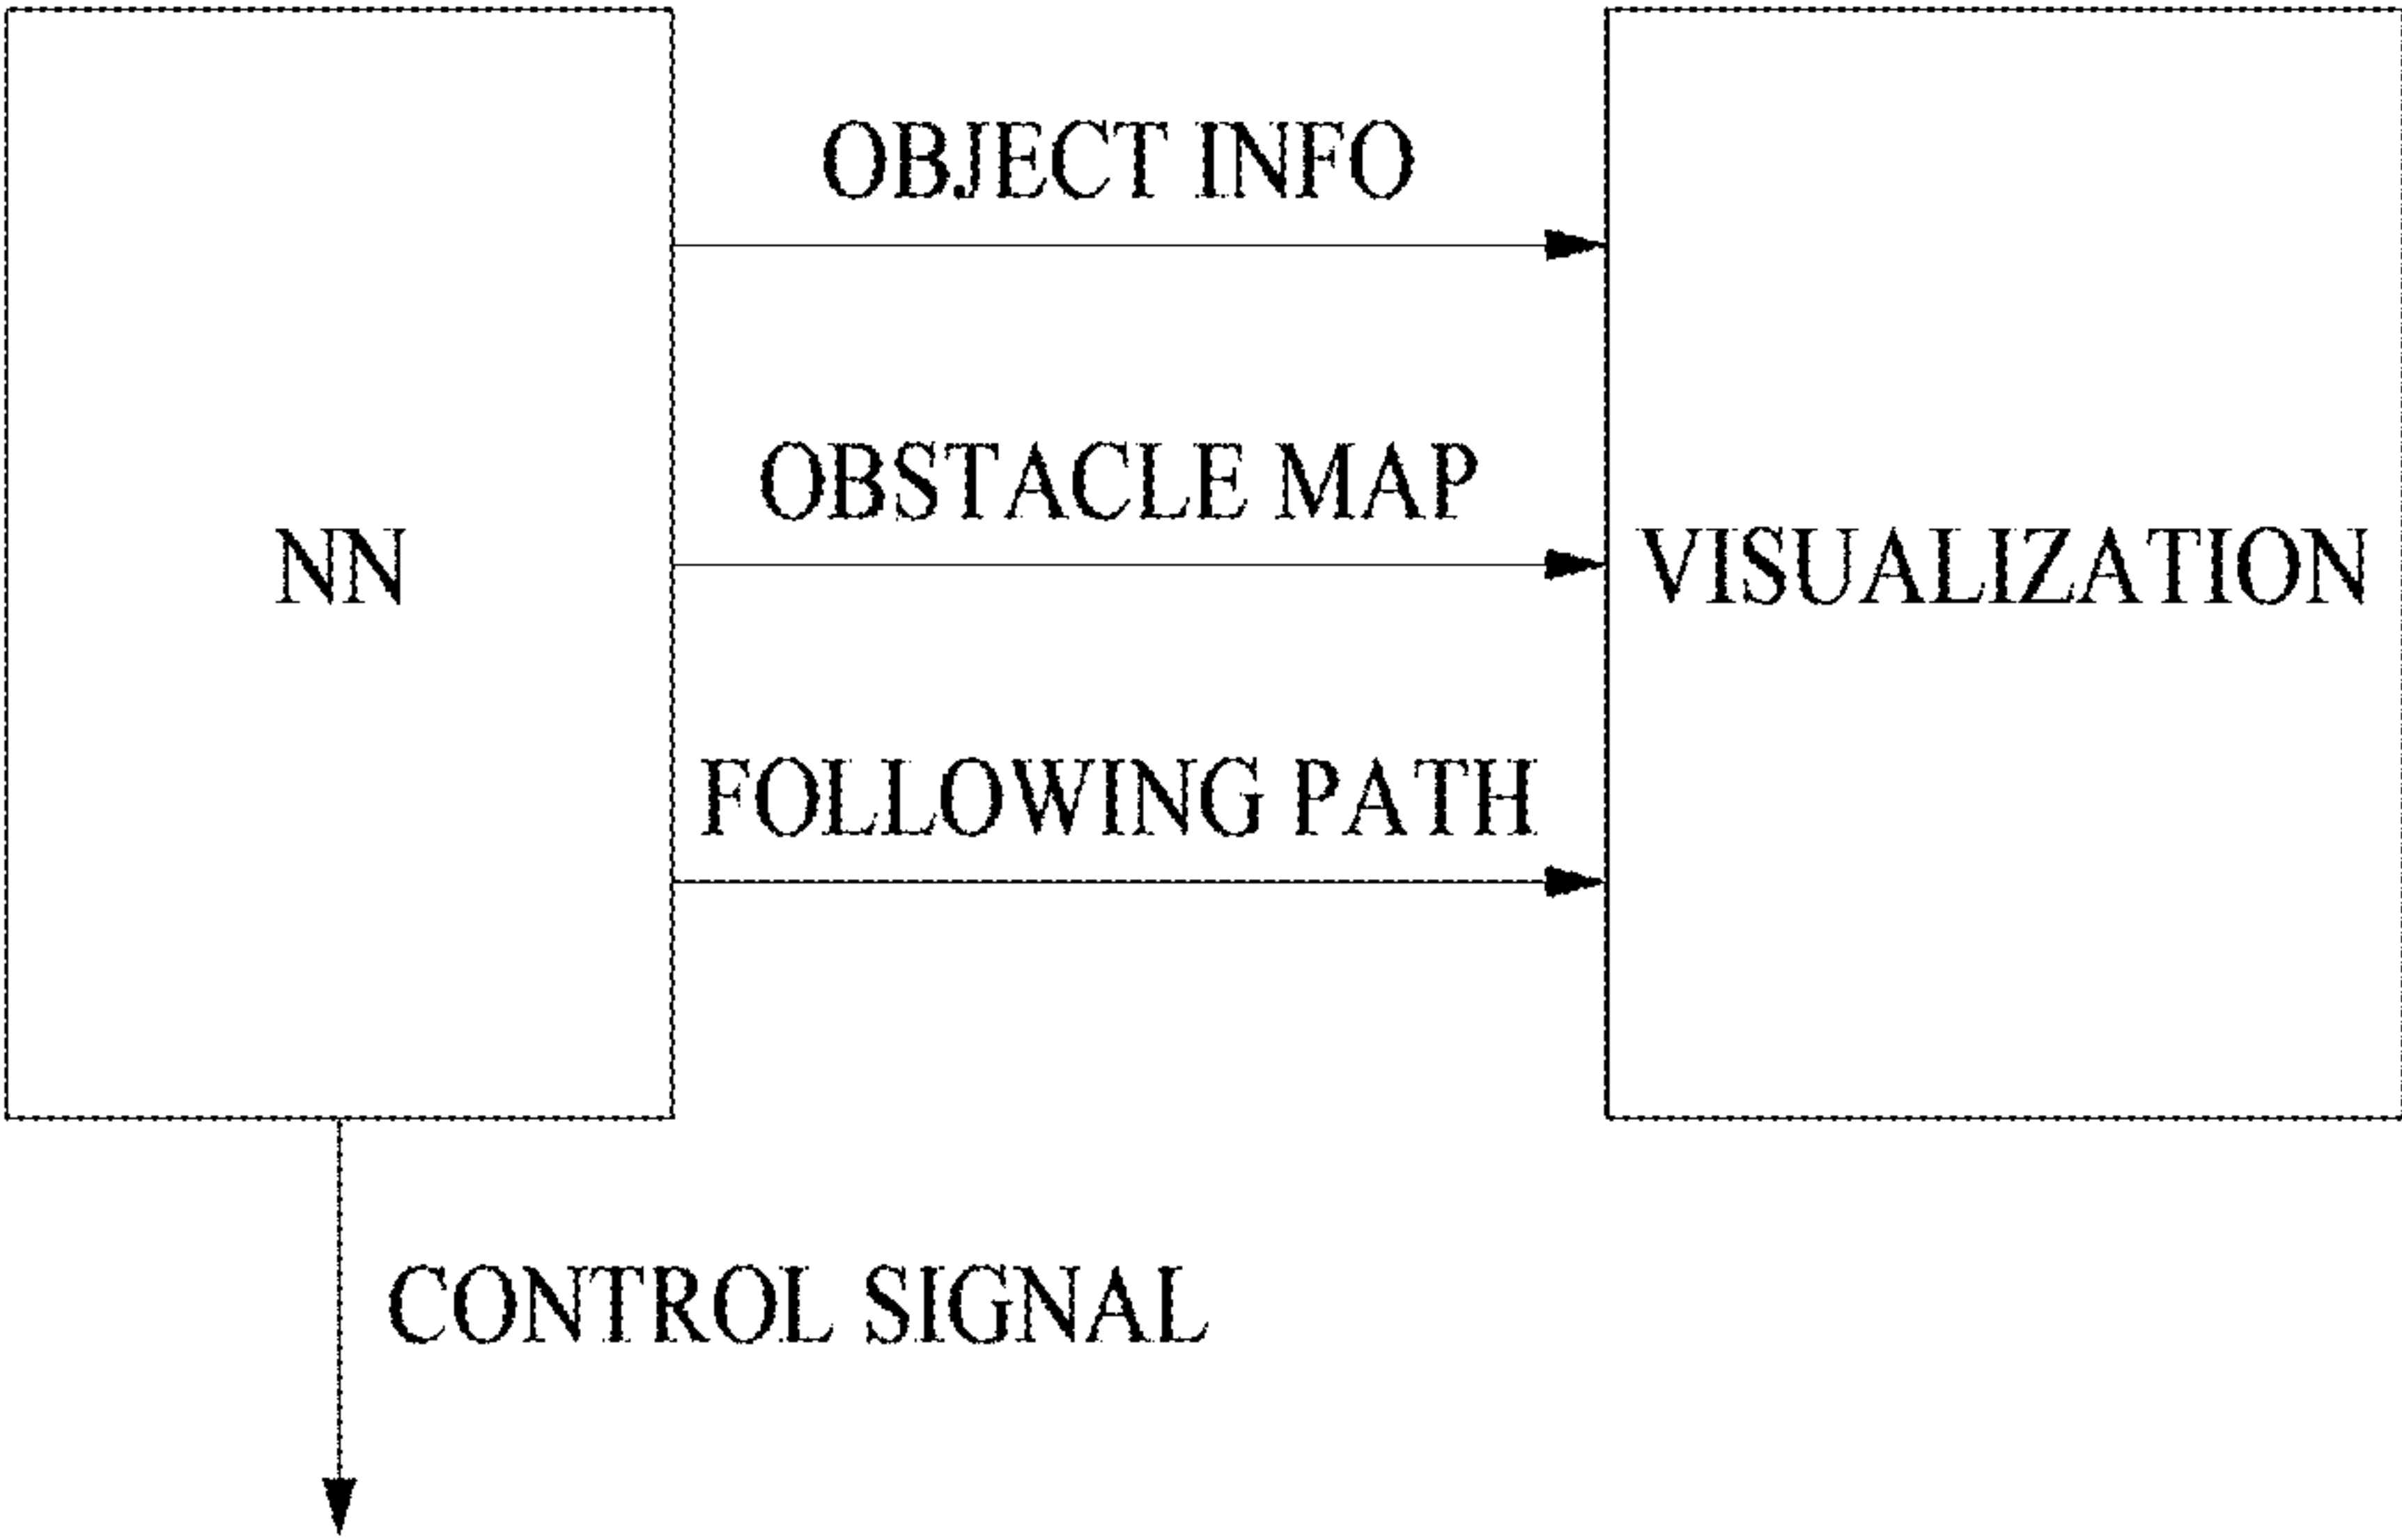 OBJECT INFO
OBSTACLE MAP
NN
VISUALIZATION
FOLLOWING PATH
CONTROL SIGNAL